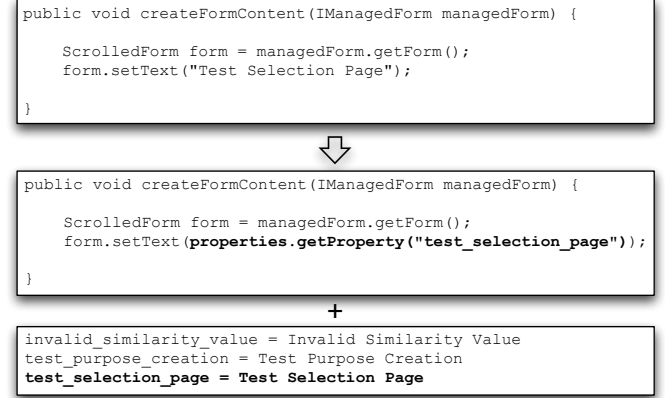 public void createFormContent(IManagedForm managedForm) {
ScrolledForm form = managedForm.getForm();
form.setText("Test Selection Page");
}
public void createFormContent(IManagedForm managedForm) {
ScrolledForm form = managedForm.getForm();
form.setText(properties.getProperty("test_selection_page"));
}
+
invalid_similarity_value = Invalid Similarity Value
test_purpose_creation = Test Purpose Creation
test_selection_page = Test Selection Page